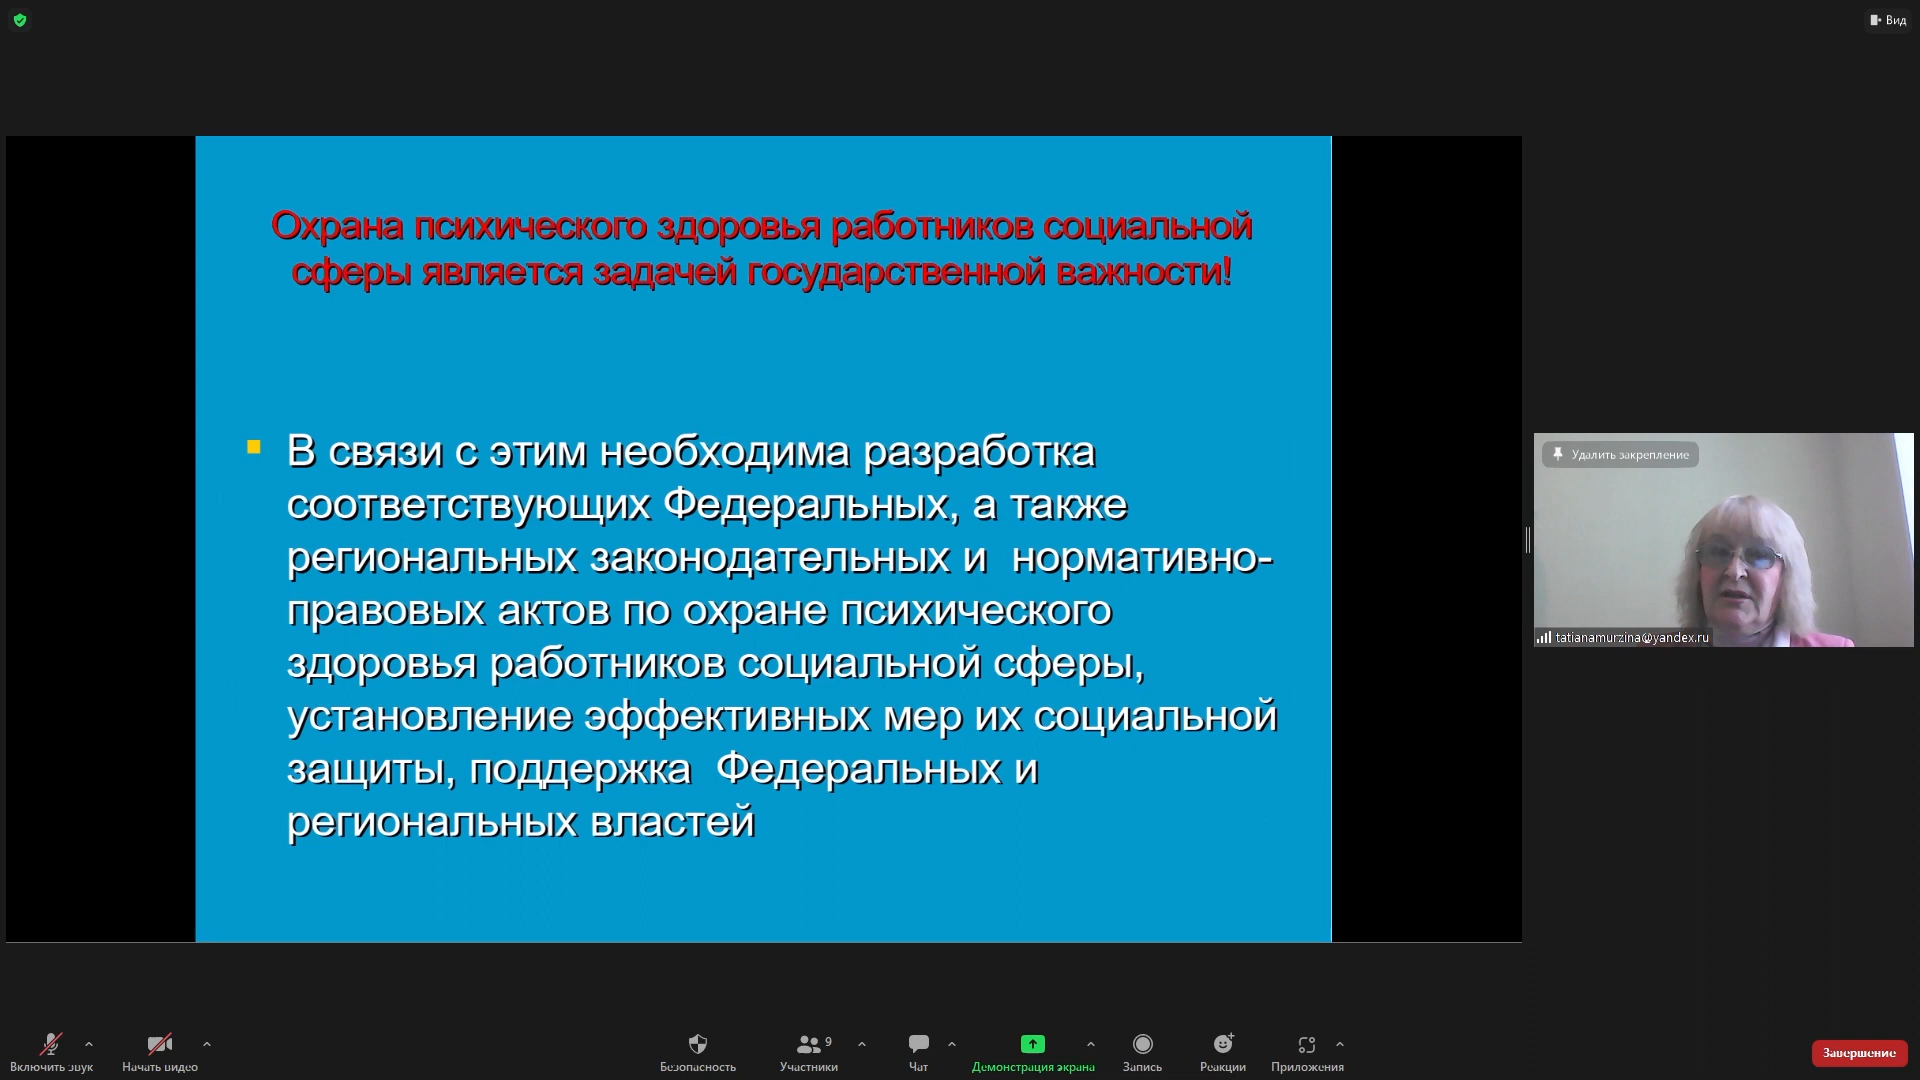 Вид
Охрана психического здоровья работников социальной
сферы является задачей государственной важности!
В связи с этим необходима разработка
соответствующих Федеральных, а также
региональных законодательных и нормативно-
правовых актов по охране психического
здоровья работников социальной сферы,
установление эффективных мер их социальной
защиты, поддержка Федеральных и
региональных властей
Удалить закрепление
tatianamurzina@yandex.ru
Включить звук
Начать видео
Безопасность
Участники
9
Чат
Демонстрация экрана
Запись
Реакции
Приложения
Завершение